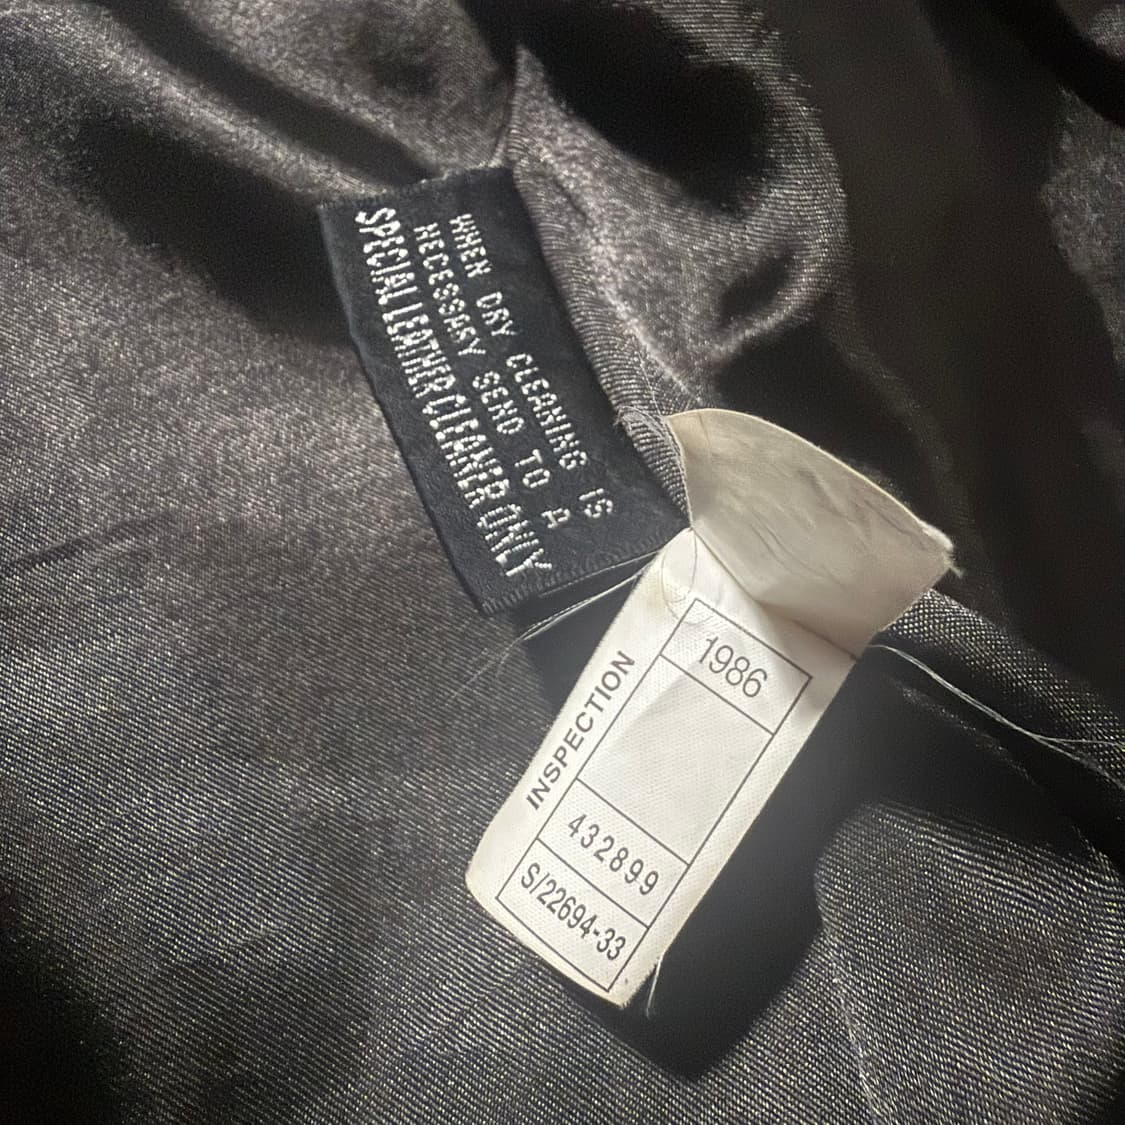 WHEN DRY CLEANING IS
NECESSARY SEND TO A
SPECIAL LEATHER CLEANER ONLY
INSPECTION
1986
432899
S/22694-33